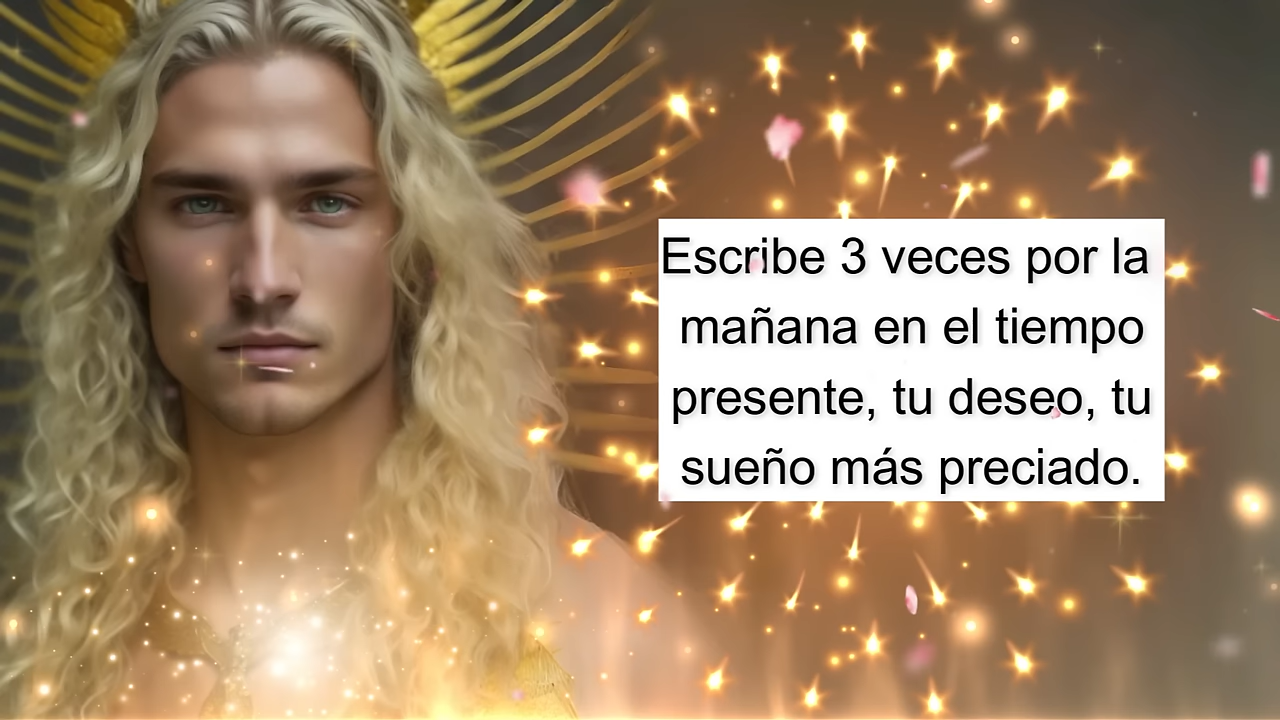 Escribe 3 veces por la
mañana en el tiempo
presente, tu deseo, tu
sueño más preciado.